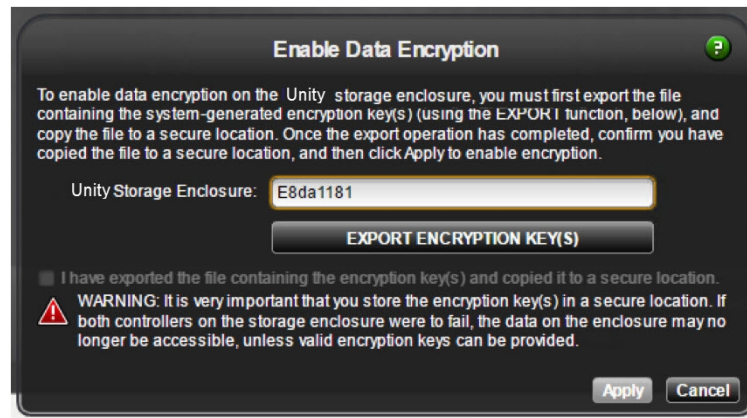 Enable Data Encryption
?
To enable data encryption on the Unity storage enclosure, you must first export the file
containing the system-generated encryption key(s) (using the EXPORT function, below), and
copy the file to a secure location. Once the export operation has completed, confirm you have
copied the file to a secure location, and then click Apply to enable encryption.
Unity Storage Enclosure: E8da1181
EXPORT ENCRYPTION KEY(S)
I have exported the file containing the encryption key(s) and copied it to a secure location.
WARNING: It is very important that you store the encryption key(s) in a secure location. If
both controllers on the storage enclosure were to fail, the data on the enclosure may no
longer be accessible, unless valid encryption keys can be provided.
Apply Cancel